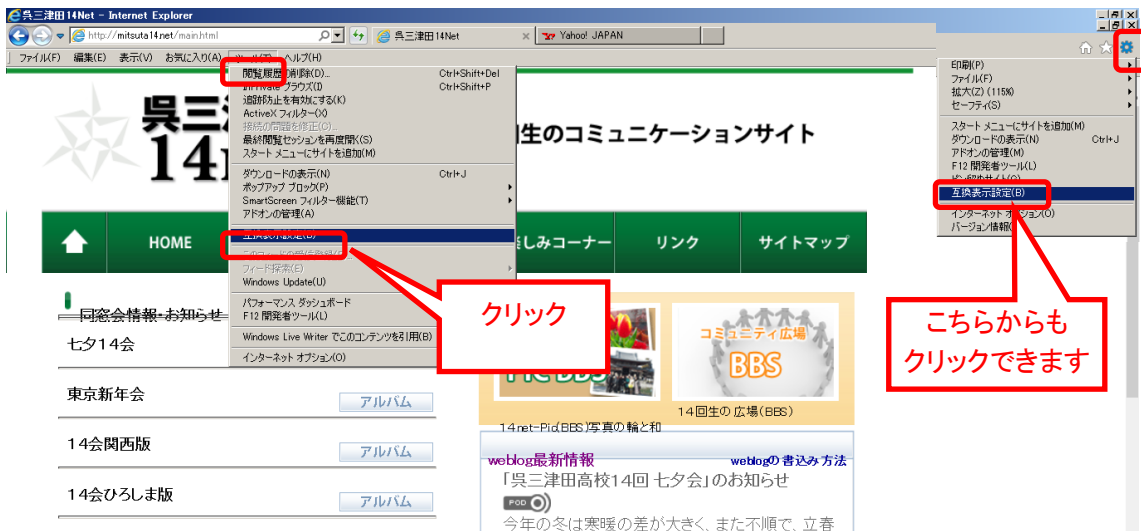 呉三津田14Net - Internet Explorer
http://mitsuta14.net/main.html
呉三津田14Net
Yahoo! JAPAN
ファイル(F) 編集(E) 表示(V) お気に入り(A) ツール(T) ヘルプ(H)
閲覧履歴の削除(D)... Ctrl+Shift+Del
InPrivate ブラウズ(I) Ctrl+Shift+P
追跡防止を有効にする(K)
ActiveX フィルター(X)
接続の問題を修正(C)...
最終閲覧セッションを再度開く(S)
スタート メニューにサイトを追加(M)
ダウンロードの表示(N) Ctrl+J
ポップアップ ブロック(P)
SmartScreen フィルター機能(T)
アドオンの管理(A)
互換表示設定(B)
このフィードの受信登録(F)...
フィード探索(E)
Windows Update(U)
パフォーマンス ダッシュボード
F12 開発者ツール(L)
Windows Live Writer でこのコンテンツを引用(B)
インターネット オプション(O)
印刷(P)
ファイル(F)
拡大(Z) (115%)
セーフティ(S)
スタート メニューにサイトを追加(M)
ダウンロードの表示(N) Ctrl+J
アドオンの管理(M)
F12 開発者ツール(L)
互換表示設定(B)
インターネット オプション(O)
バージョン情報
呉三
14
回生のコミュニケーションサイト
HOME
しみコーナー
リンク
サイトマップ
クリック
こちらからも
クリックできます
同窓会情報・お知らせ
七夕14会
東京新年会 アルバム
14会関西版 アルバム
14会ひろしま版 アルバム
PIC BBS
コミュニティ広場
BBS
14回生の広場(BBS)
14net-Pic(BBS)写真の輪と和
weblog最新情報 weblogの書込み方法
「呉三津田高校14回 七夕会」のお知らせ
POD
今年の冬は寒暖の差が大きく、また不順で、立春